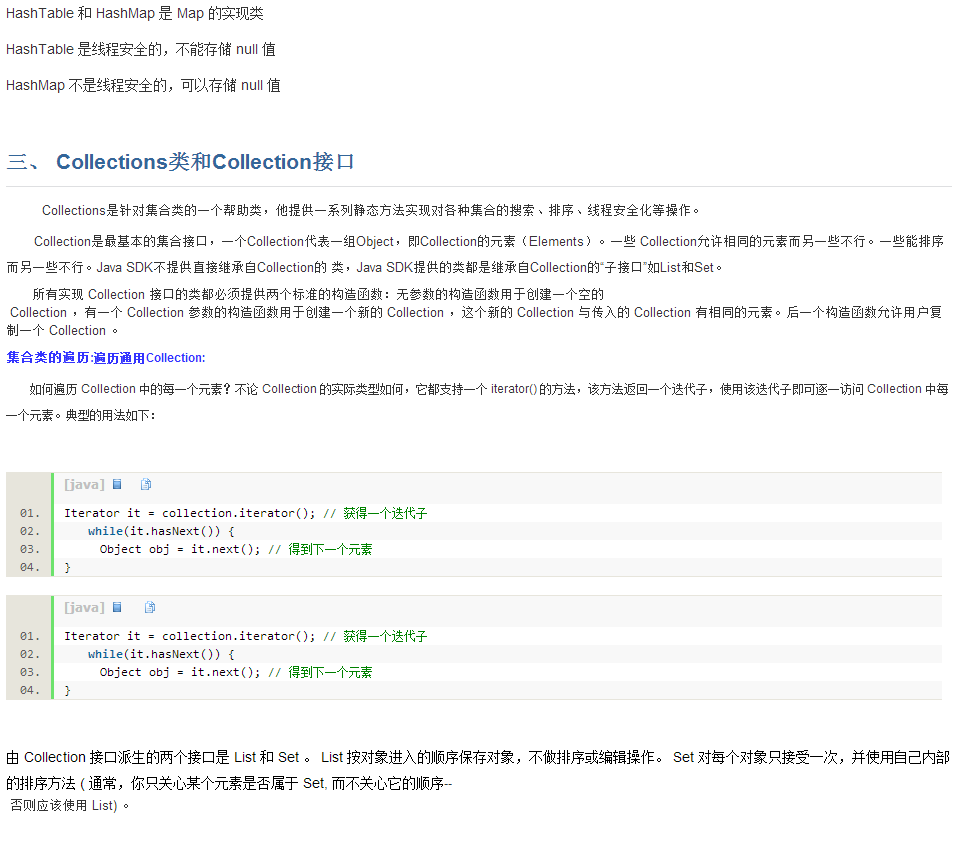 HashTable 和 HashMap 是 Map 的实现类
HashTable 是线程安全的，不能存储 null 值
HashMap 不是线程安全的，可以存储 null 值
三、 Collections类和Collection接口
Collections是针对集合类的一个帮助类，他提供一系列静态方法实现对各种集合的搜索、排序、线程安全化等操作。
Collection是最基本的集合接口，一个Collection代表一组Object，即Collection的元素（Elements）。一些 Collection允许相同的元素而另一些不行。一些能排序
而另一些不行。Java SDK不提供直接继承自Collection的 类，Java SDK提供的类都是继承自Collection的“子接口”如List和Set。
所有实现 Collection 接口的类都必须提供两个标准的构造函数：无参数的构造函数用于创建一个空的
Collection ，有一个 Collection 参数的构造函数用于创建一个新的 Collection ，这个新的 Collection 与传入的 Collection 有相同的元素。后一个构造函数允许用户复
制一个 Collection 。
集合类的遍历:遍历通用Collection:
如何遍历 Collection 中的每一个元素？不论 Collection 的实际类型如何，它都支持一个 iterator() 的方法，该方法返回一个迭代子，使用该迭代子即可逐一访问 Collection 中每
一个元素。典型的用法如下：
[java]
01. Iterator it = collection.iterator(); // 获得一个迭代子
02. while(it.hasNext()) {
03. Object obj = it.next(); // 得到下一个元素
04. }
[java]
01. Iterator it = collection.iterator(); // 获得一个迭代子
02. while(it.hasNext()) {
03. Object obj = it.next(); // 得到下一个元素
04. }
由 Collection 接口派生的两个接口是 List 和 Set 。 List 按对象进入的顺序保存对象，不做排序或编辑操作。 Set 对每个对象只接受一次，并使用自己内部
的排序方法 ( 通常，你只关心某个元素是否属于 Set, 而不关心它的顺序--
否则应该使用 List) 。